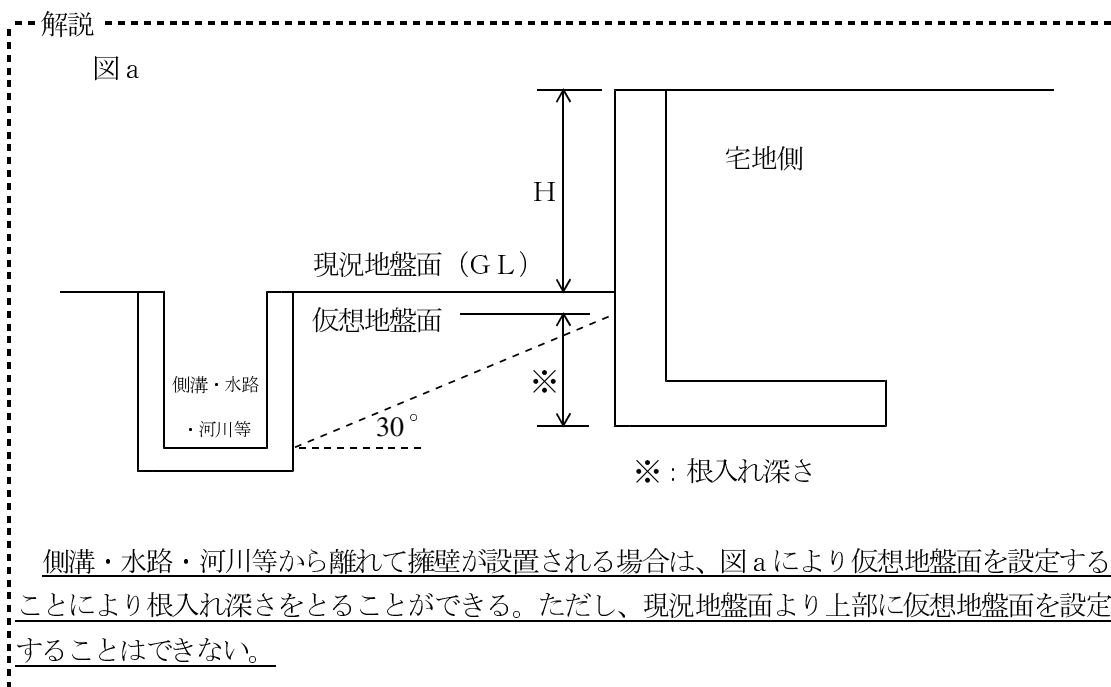 解説
図a
宅地側
H
現況地盤面（GL）
仮想地盤面
側溝・水路
・河川等
※
30°
※：根入れ深さ
側溝・水路・河川等から離れて擁壁が設置される場合は、図aにより仮想地盤面を設定する
ことにより根入れ深さをとることができる。ただし、現況地盤面より上部に仮想地盤面を設定
することはできない。